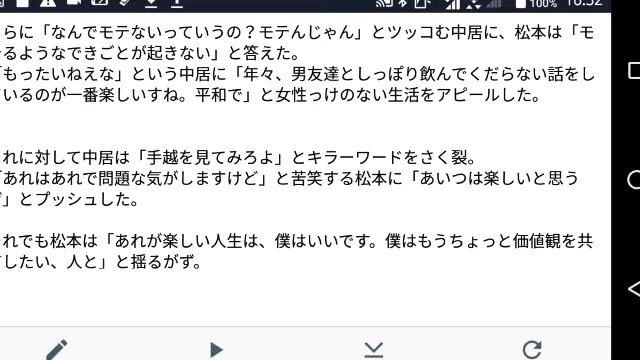 100% 16:52
らに「なんでモテないっていうの？モテんじゃん」とツッコむ中居に、松本は「モ
るようなできごとが起きない」と答えた。
「もったいねえな」という中居に「年々、男友達としっぽり飲んでくだらない話をし
いるのが一番楽しいすね。平和で」と女性っけのない生活をアピールした。
れに対して中居は「手越を見てみろよ」とキラーワードをさく裂。
「あれはあれで問題な気がしますけど」と苦笑する松本に「あいつは楽しいと思う
」とプッシュした。
れでも松本は「あれが楽しい人生は、僕はいいです。僕はもうちょっと価値観を共
したい、人と」と揺るがず。